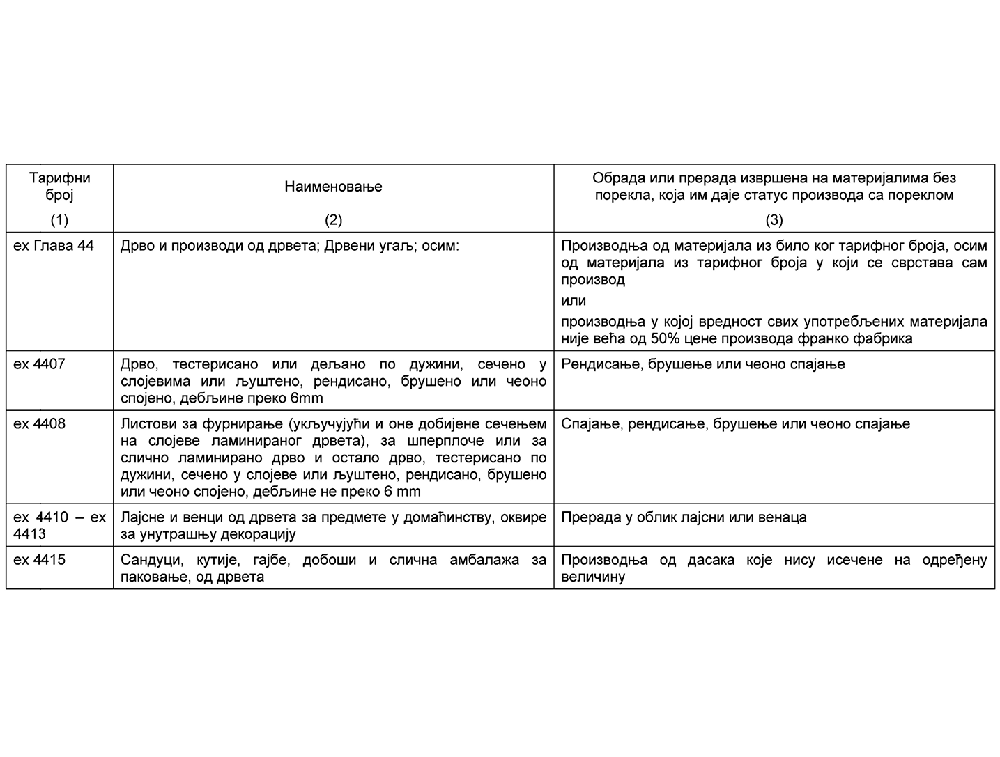 Тарифни
број
(1)
Наименовање
(2)
Обрада или прерада извршена на материјалима без
порекла, која им даје статус производа са пореклом
(3)
ex Глава 44
Дрво и производи од дрвета; Дрвени угаљ; осим:
Производња од материјала из било ког тарифног броја, осим
од материјала из тарифног броја у који се сврстава сам
производ
или
производња у којој вредност свих употребљених материјала
није већа од 50% цене производа франко фабрика
ex 4407
Дрво, тестерисано или дељано по дужини, сечено у
слојевима или љуштено, рендисано, брушено или чеоно
спојено, дебљине преко 6mm
Рендисање, брушење или чеоно спајање
ex 4408
Листови за фурнирање (укључујући и оне добијене сечењем
на слојеве ламинираног дрвета), за шперплоче или за
слично ламинирано дрво и остало дрво, тестерисано по
дужини, сечено у слојеве или љуштено, рендисано, брушено
или чеоно спојено, дебљине не преко 6 mm
Спајање, рендисање, брушење или чеоно спајање
ex 4410 – ex
4413
Лајсне и венци од дрвета за предмете у домаћинству, оквире
за унутрашњу декорацију
Прерада у облик лајсни или венаца
ex 4415
Сандуци, кутије, гајбе, добоши и слична амбалажа за
паковање, од дрвета
Производња од дасака које нису исечене на одређену
величину